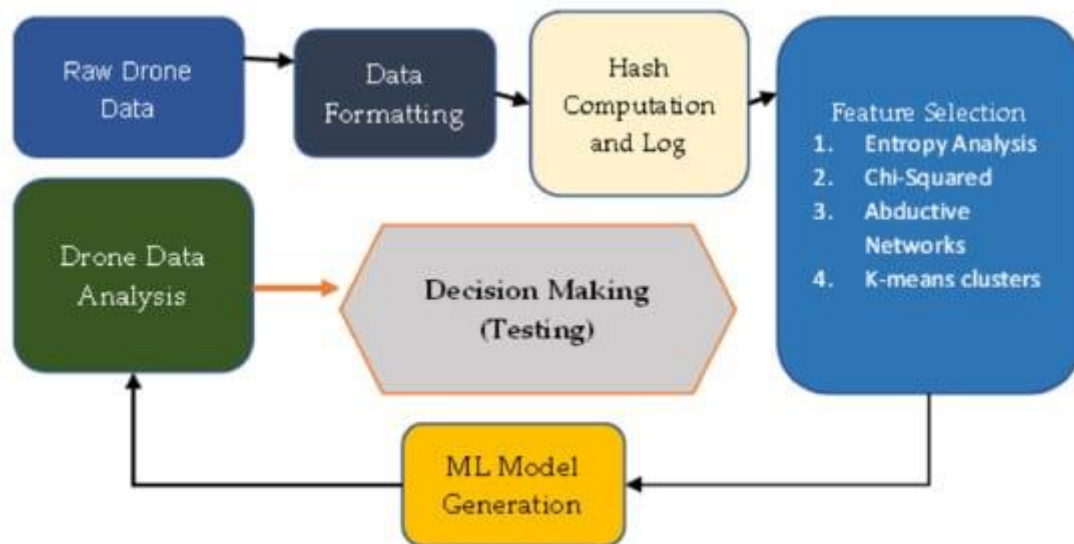 Raw Drone
Data
Data
Formatting
Hash
Computation
and Log
Feature Selection
1. Entropy Analysis
2. Chi-Squared
3. Abductive
Networks
4. K-means clusters
Drone Data
Analysis
Decision Making
(Testing)
ML Model
Generation